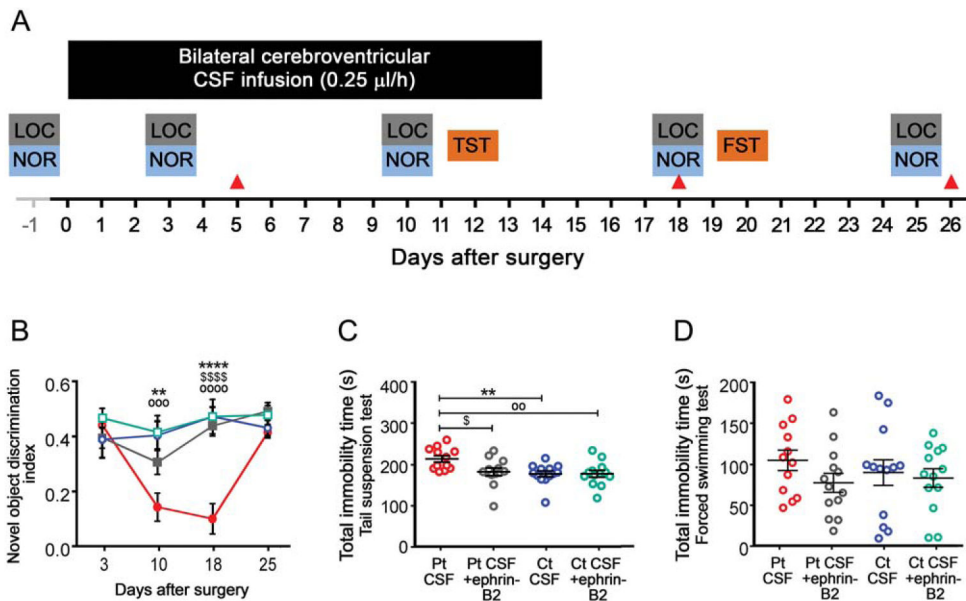 A
Bilateral cerebroventricular
CSF infusion (0.25 µl/h)
LOC LOC LOC LOC LOC
NOR NOR NOR TST NOR FST NOR
-1 0 1 2 3 4 5 6 7 8 9 10 11 12 13 14 15 16 17 18 19 20 21 22 23 24 25 26
Days after surgery
B
Novel object discrimination
index
0.6
0.4
0.2
0.0
**
ooo
****
$$$$
oooo
3 10 18 25
Days after surgery
C
Total immobility time (s)
Tail suspension test
400
300
200
100
0
**
oo
$
Pt CSF
Pt CSF +ephrin-B2
Ct CSF
Ct CSF +ephrin-B2
D
Total immobility time (s)
Forced swimming test
200
150
100
50
0
Pt CSF
Pt CSF +ephrin-B2
Ct CSF
Ct CSF +ephrin-B2